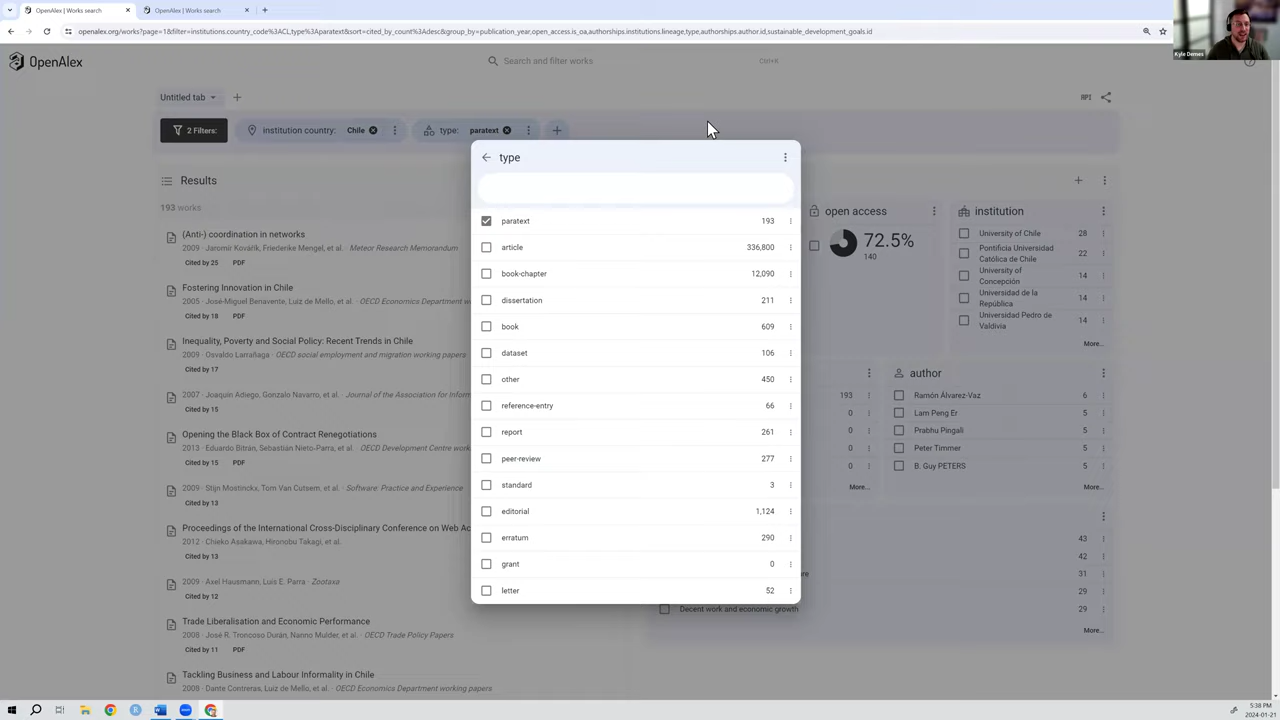 OpenAlex | Works search
OpenAlex | Works search
openalex.org/works?page=1&filter=institutions.country_code%3ACL,type%3Aparatext&sort=cited_by_count%3Adesc&group_by=publication_year,open_access.is_oa,authorships.institutions.lineage,type,authorships.author.id,sustainable_development_goals.id
Kyle Demes
OpenAlex
Search and filter works
Ctrl+K
Untitled tab
API
2 Filters:
institution country: Chile
type: paratext
Results
193 works
(Anti-) coordination in networks
2009 · Jaromír Kovářík, Friederike Mengel, et al. · Meteor Research Memorandum
Cited by 25 PDF
Fostering Innovation in Chile
2005 · José-Miguel Benavente, Luiz de Mello, et al. · OECD Economics Department w
Cited by 18 PDF
Inequality, Poverty and Social Policy: Recent Trends in Chile
2009 · Osvaldo Larrañaga · OECD social employment and migration working papers
Cited by 17
2007 · Joaquín Adiego, Gonzalo Navarro, et al. · Journal of the Association for Inform
Cited by 15
Opening the Black Box of Contract Renegotiations
2013 · Eduardo Bitrán, Sebastián Nieto-Parra, et al. · OECD Development Centre work
Cited by 15 PDF
2009 · Stijn Mostinckx, Tom Van Cutsem, et al. · Software: Practice and Experience
Cited by 13
Proceedings of the International Cross-Disciplinary Conference on Web Ac
2012 · Chieko Asakawa, Hironobu Takagi, et al.
Cited by 13
2009 · Axel Hausmann, Luis E. Parra · Zootaxa
Cited by 12
Trade Liberalisation and Economic Performance
2008 · José R. Troncoso Duran, Nanno Mulder, et al. · OECD Trade Policy Papers
Cited by 11 PDF
Tackling Business and Labour Informality in Chile
2008 · Dante Contreras, Luiz de Mello, et al. · OECD Economics Department working papers
type
paratext 193
article 336,800
book-chapter 12,090
dissertation 211
book 609
dataset 106
other 450
reference-entry 66
report 261
peer-review 277
standard 3
editorial 1,124
erratum 290
grant 0
letter 52
open access
72.5%
140
institution
University of Chile 28
Pontificia Universidad Católica de Chile 22
University of Concepción 14
Universidad de la República 14
Universidad Pedro de Valdivia 14
More...
193
0
0
0
0
More...
author
Ramón Álvarez-Vaz 6
Lam Peng Er 5
Prabhu Pingali 5
Peter Timmer 5
B. Guy PETERS 5
More...
43
42
re 31
29
Decent work and economic growth 29
More...
5:38 PM
2024-01-21